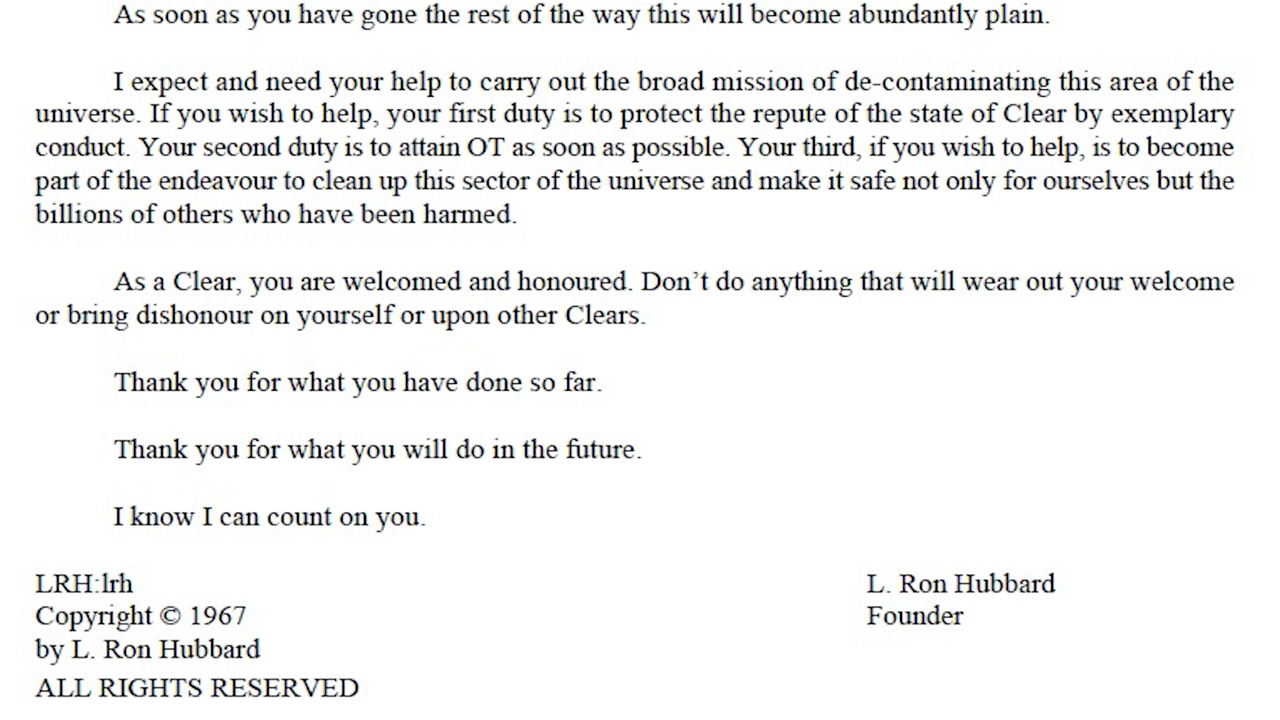 As soon as you have gone the rest of the way this will become abundantly plain.
I expect and need your help to carry out the broad mission of de-contaminating this area of the
universe. If you wish to help, your first duty is to protect the repute of the state of Clear by exemplary
conduct. Your second duty is to attain OT as soon as possible. Your third, if you wish to help, is to become
part of the endeavour to clean up this sector of the universe and make it safe not only for ourselves but the
billions of others who have been harmed.
As a Clear, you are welcomed and honoured. Don’t do anything that will wear out your welcome
or bring dishonour on yourself or upon other Clears.
Thank you for what you have done so far.
Thank you for what you will do in the future.
I know I can count on you.
LRH:lrh
Copyright © 1967
by L. Ron Hubbard
ALL RIGHTS RESERVED
L. Ron Hubbard
Founder